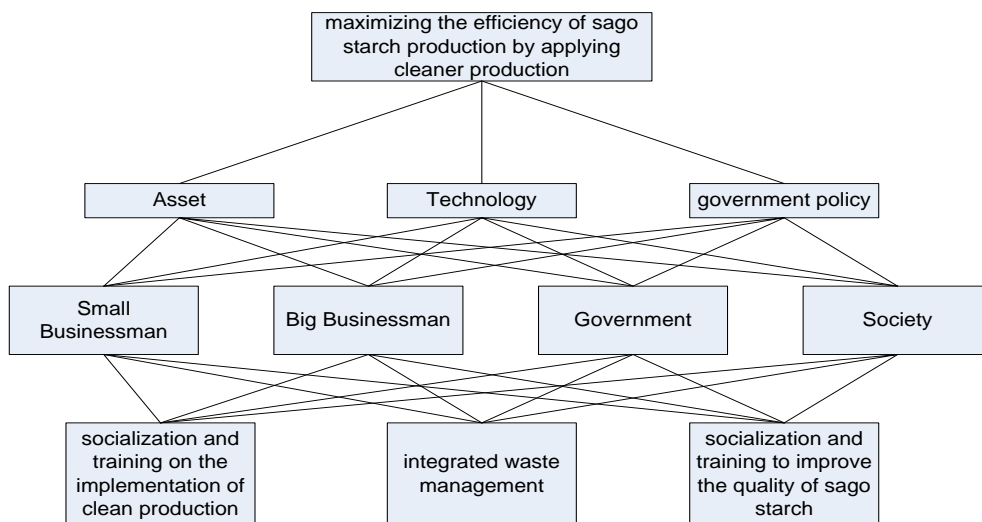 maximizing the efficiency of sago
starch production by applying
cleaner production
Asset
Technology
government policy
Small
Businessman
Big Businessman
Government
Society
socialization and
training on the
implementation of
clean production
integrated waste
management
socialization and
training to improve
the quality of sago
starch